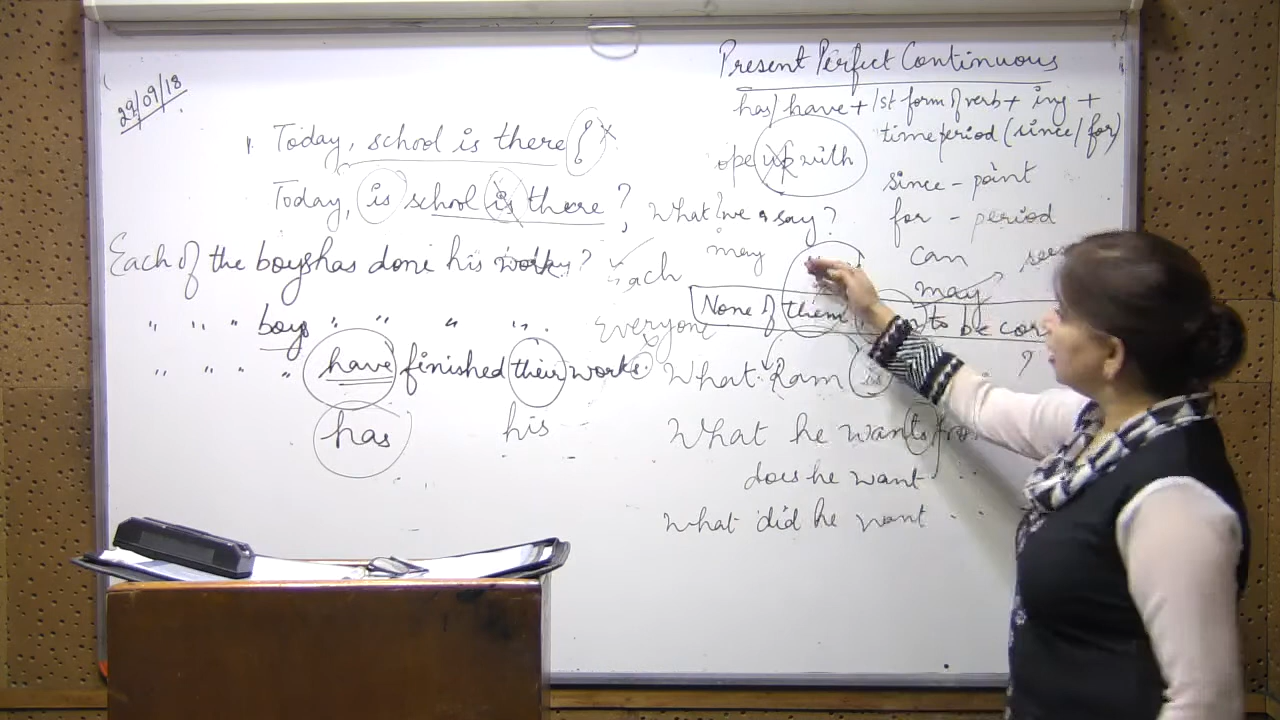 29/09/18
1. Today, school is there ? ×
Today, is school is there ?
Each of the boys has done his work ?
" " " boys " " " " .
" " " " have finished their works.
has his
Each
Everyone
Present Perfect Continuous
has/have + 1st form of verb + ing +
time period (since/for)
ope up with
since - point
for - period
What we say ?
may
can
may
None of them to be
What Ram is
What he wants
does he want
What did he want